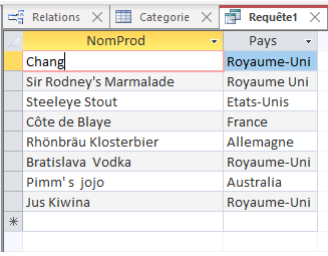 Relations Categorie Requête1
NomProd Pays
Chang Royaume-Uni
Sir Rodney's Marmalade Royaume Uni
Steeleye Stout Etats-Unis
Côte de Blaye France
Rhönbräu Klosterbier Allemagne
Bratislava Vodka Royaume-Uni
Pimm' s jojo Australia
Jus Kiwina Royaume-Uni